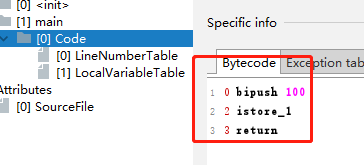 [0] <init>
[1] main
[0] Code
[0] LineNumberTable
[1] LocalVariableTable
Attributes
[0] SourceFile
Specific info
Bytecode
Exception tab
1 0 bipush 100
2 2 istore_1
3 3 return